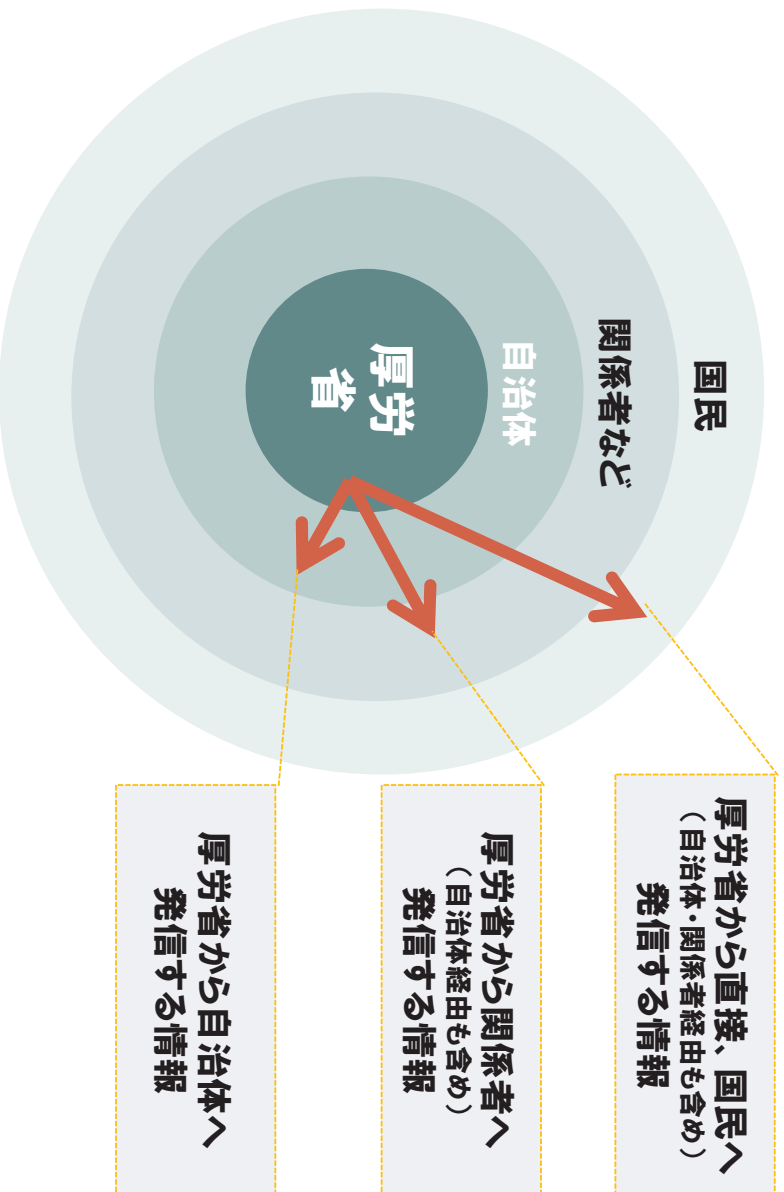 国民
関係者など
自治体
厚労
省
厚労省から直接、国民へ
（自治体・関係者経由も含め）
発信する情報
厚労省から関係者へ
（自治体経由も含め）
発信する情報
厚労省から自治体へ
発信する情報